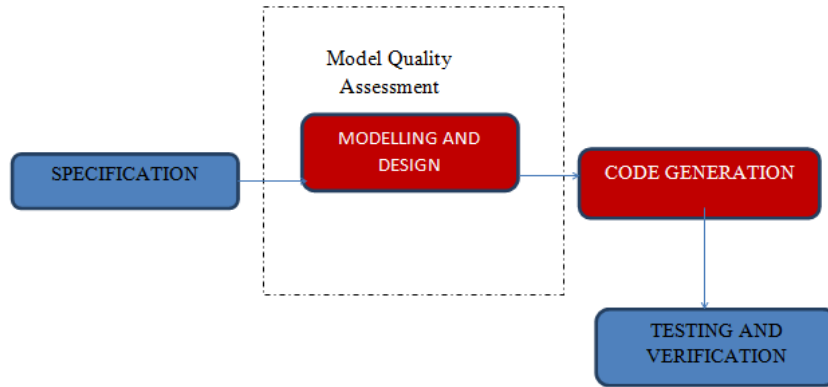 Model Quality
Assessment
MODELLING AND
DESIGN
SPECIFICATION
CODE GENERATION
TESTING AND
VERIFICATION